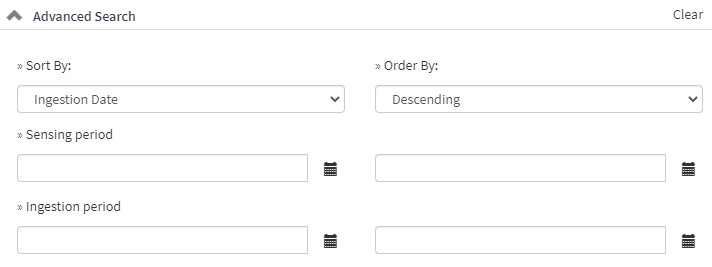 Advanced Search Clear
» Sort By: » Order By:
Ingestion Date Descending
» Sensing period
» Ingestion period